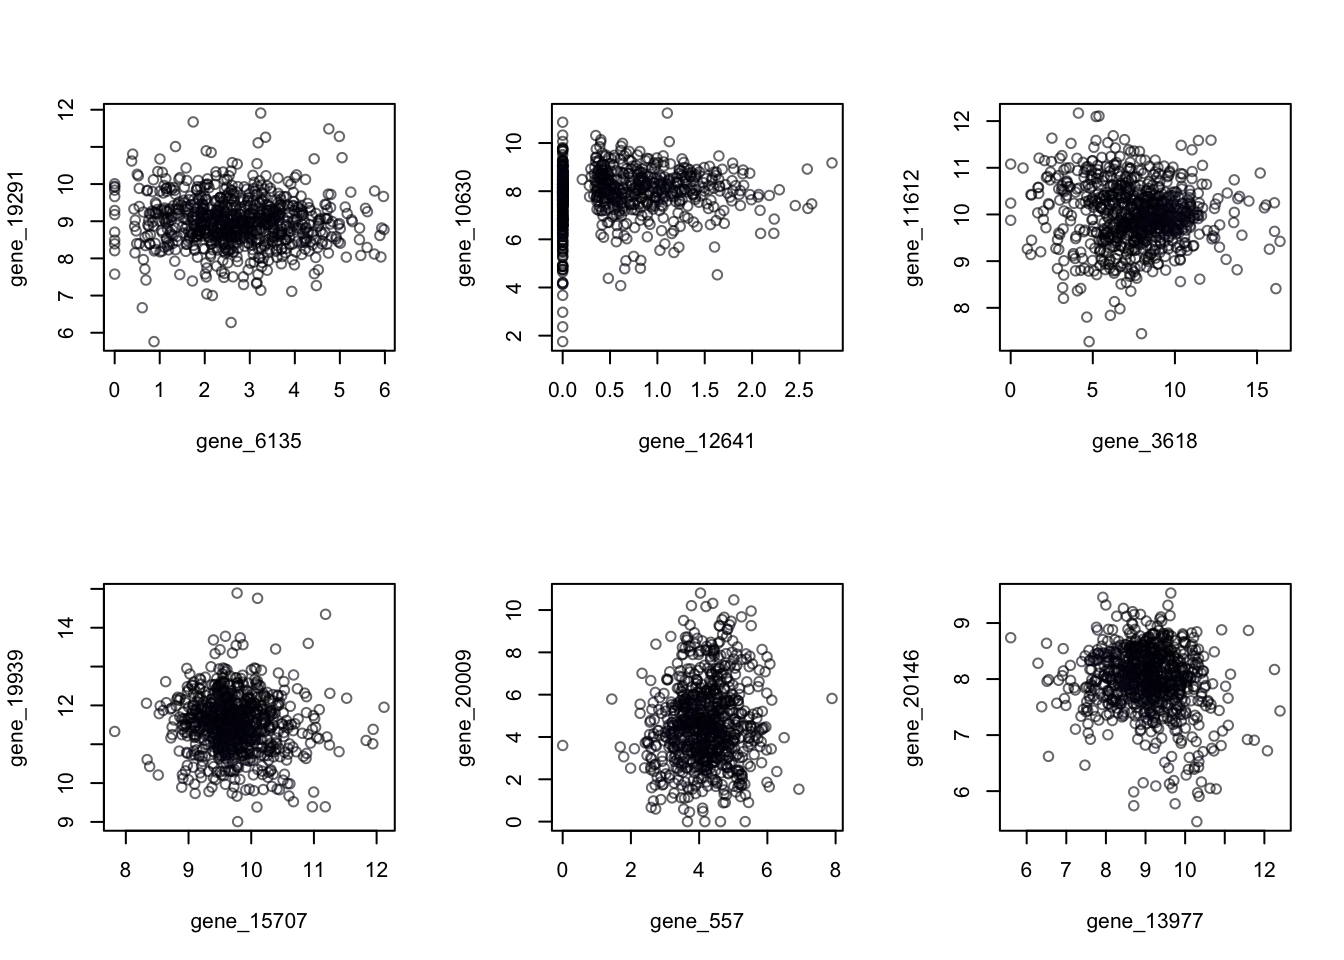 gene_19291
12
10
9
8
7
6
0 1 2 3 4 5 6
gene_6135
gene_10630
10
8
6
4
2
0.0 0.5 1.0 1.5 2.0 2.5
gene_12641
gene_11612
12
11
10
9
8
0 5 10 15
gene_3618
gene_19939
14
12
10
9
8 9 10 11 12
gene_15707
gene_20009
10
8
6
4
2
0
0 2 4 6 8
gene_557
gene_20146
9
8
7
6
6 7 8 9 10 12
gene_13977